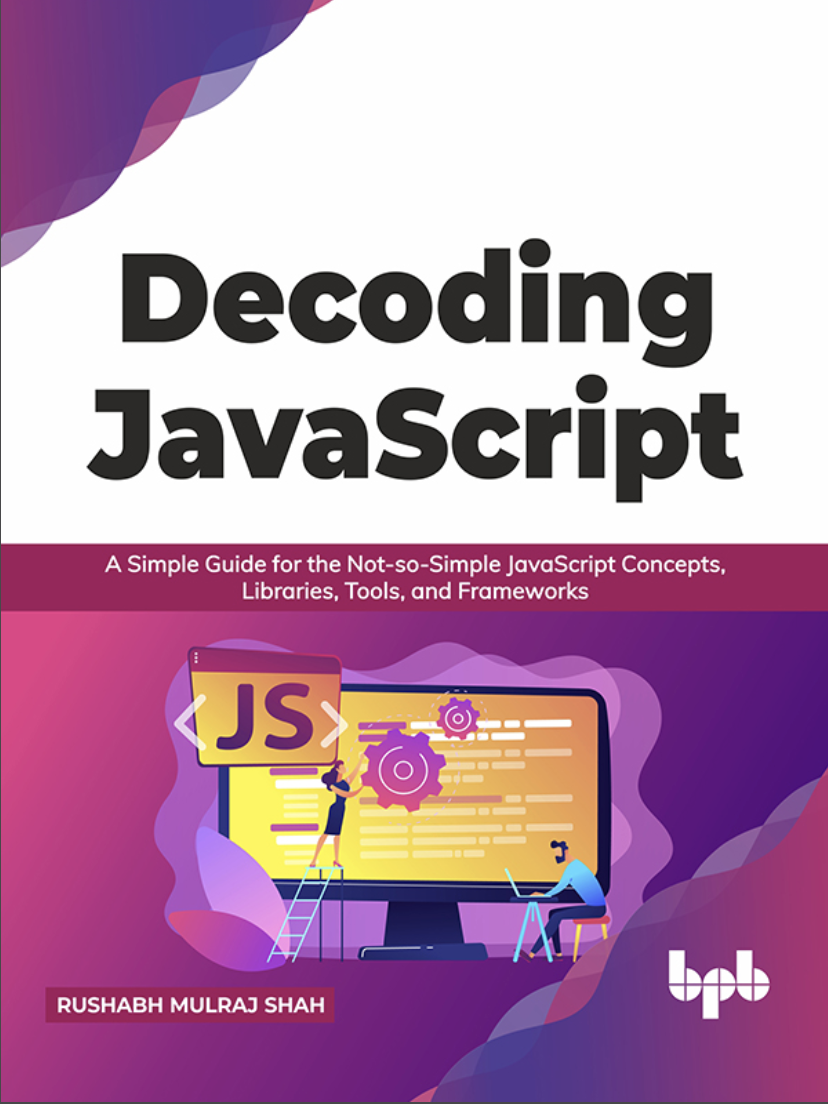 Decoding
JavaScript
A Simple Guide for the Not-so-Simple JavaScript Concepts,
Libraries, Tools, and Frameworks
< JS >
RUSHABH MULRAJ SHAH
bpb